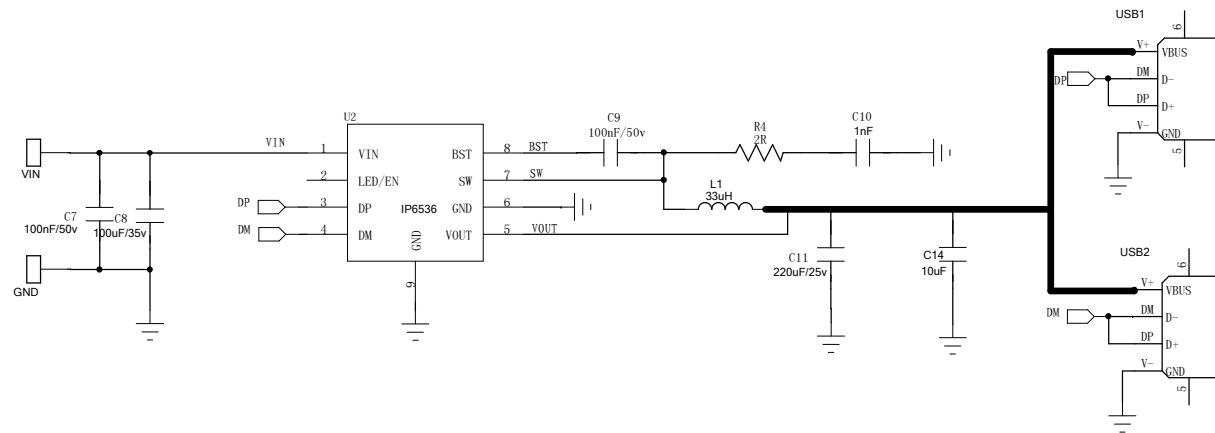 USB1
6
V+
VBUS
DP
DM
D-
DP
D+
V-
GND
5
U2
C9
100nF/50v
R4
2R
C10
1nF
VIN
VIN
1
VIN
BST
8
BST
2
LED/EN
SW
7
SW
L1
33uH
DP
3
DP
IP6536
GND
6
DM
4
DM
GND
VOUT
5
VOUT
9
C7
100nF/50v
C8
100uF/35v
GND
C11
220uF/25v
C14
10uF
USB2
6
V+
VBUS
DM
DM
D-
DP
D+
V-
GND
5